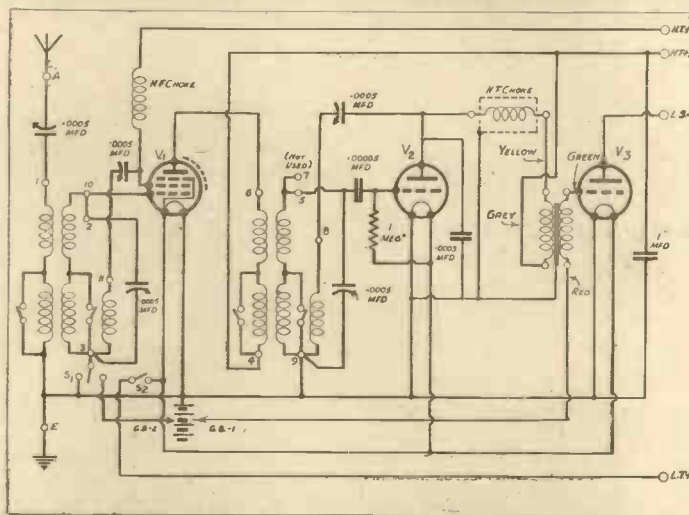 A
.0005
MFD
1
H.F. CHOKE
.0005
MFD
10
2
11
.0005
MFD
3
S1
S2
E
G.B.-2
G.B.-1
V1
6
(NOT
USED)
7
5
4
9
8
.0005
MFD
.00005
MFD
.0005
MFD
1
MEG
V2
.0005
MFD
H.F. CHOKE
YELLOW
GREY
GREEN
RED
V3
1
MFD
L.T.+